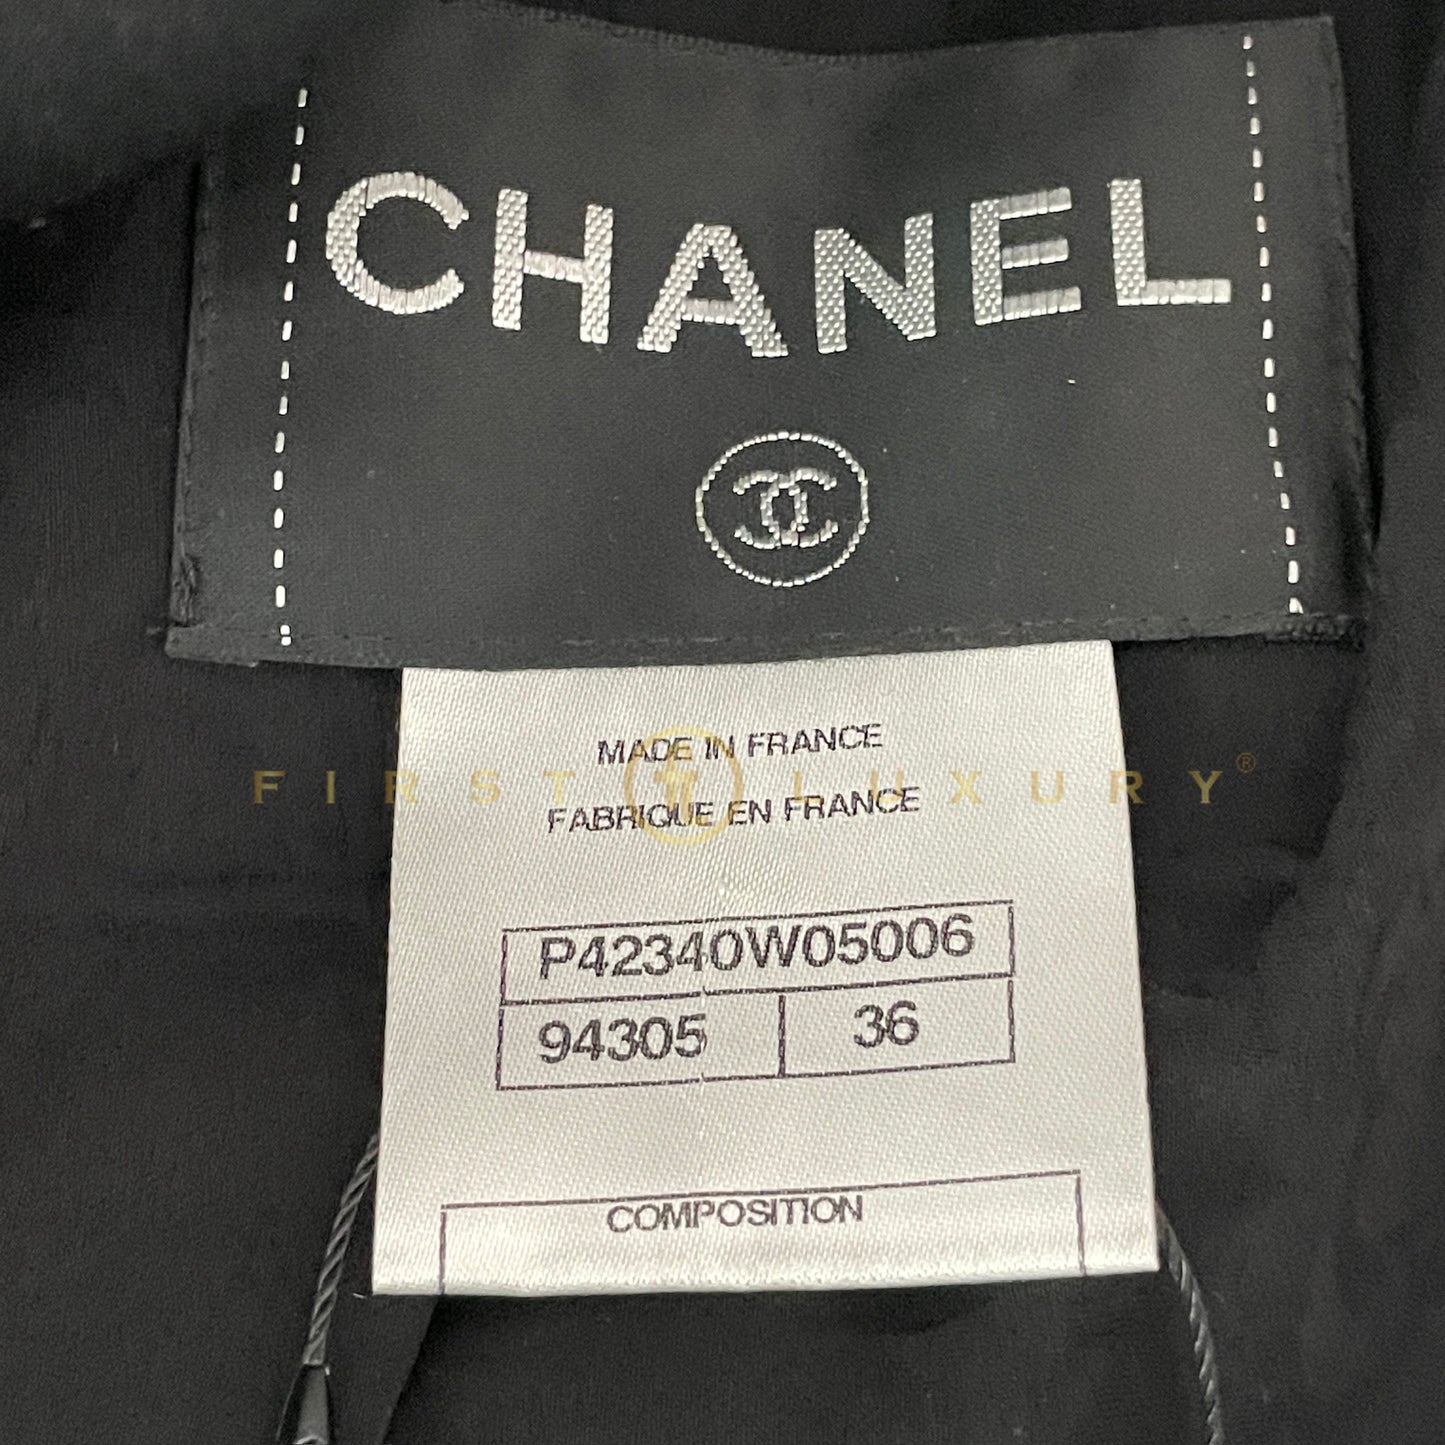 CHANEL
MADE IN FRANCE
FIRST LUXURY®
FABRIQUE EN FRANCE
P42340W05006
94305 36
COMPOSITION